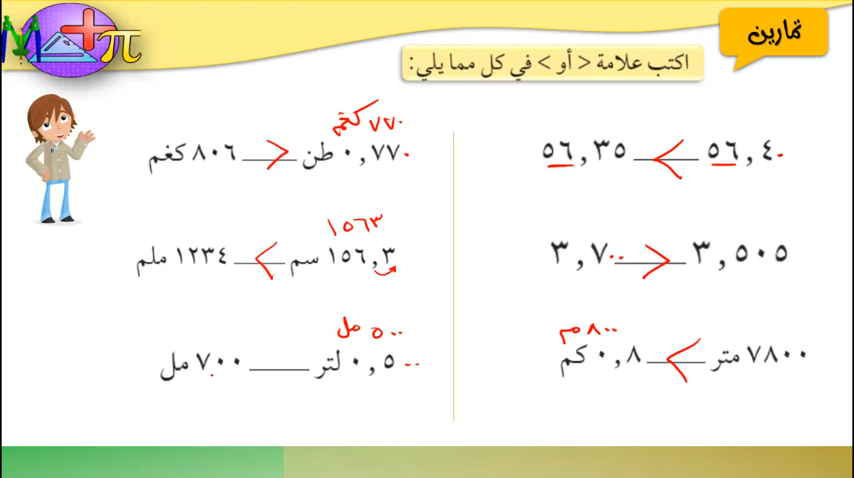 تمارين
اكتب علامة < أو > في كل مما يلي:
٥٦,٤٠ > ٥٦,٣٥
٣,٥٠٥ < ٣,٧٠٠
٨٠٠ م
٧٨٠٠ متر > ٠,٨ كم
٧٧٠ كغم
٠,٧٧٠ طن < ٨٠٦ كغم
١٥٦٣
١٥٦,٣ سم > ١٢٣٤ ملم
٥٠٠ مل
٠,٥٠٠ لتر ____ ٧٠٠ مل
M+π